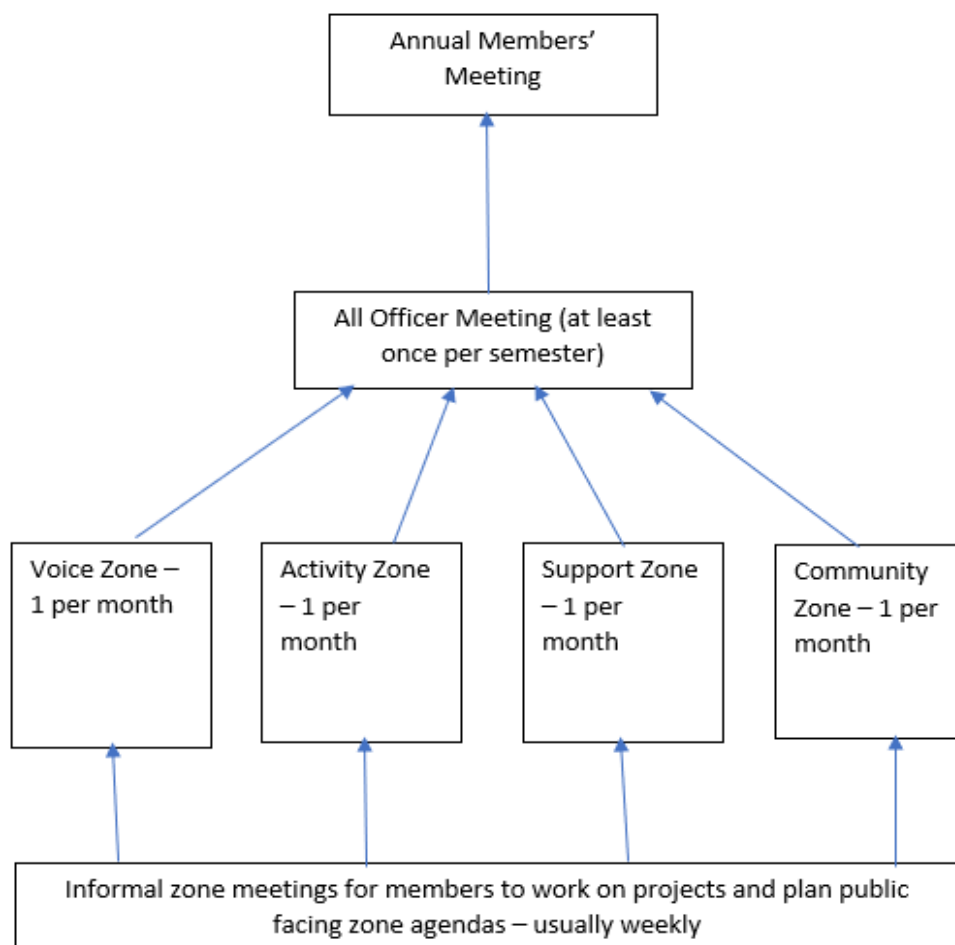 Annual Members’
Meeting
All Officer Meeting (at least
once per semester)
Voice Zone –
1 per month
Activity Zone
– 1 per
month
Support Zone
– 1 per
month
Community
Zone – 1 per
month
Informal zone meetings for members to work on projects and plan public
facing zone agendas – usually weekly